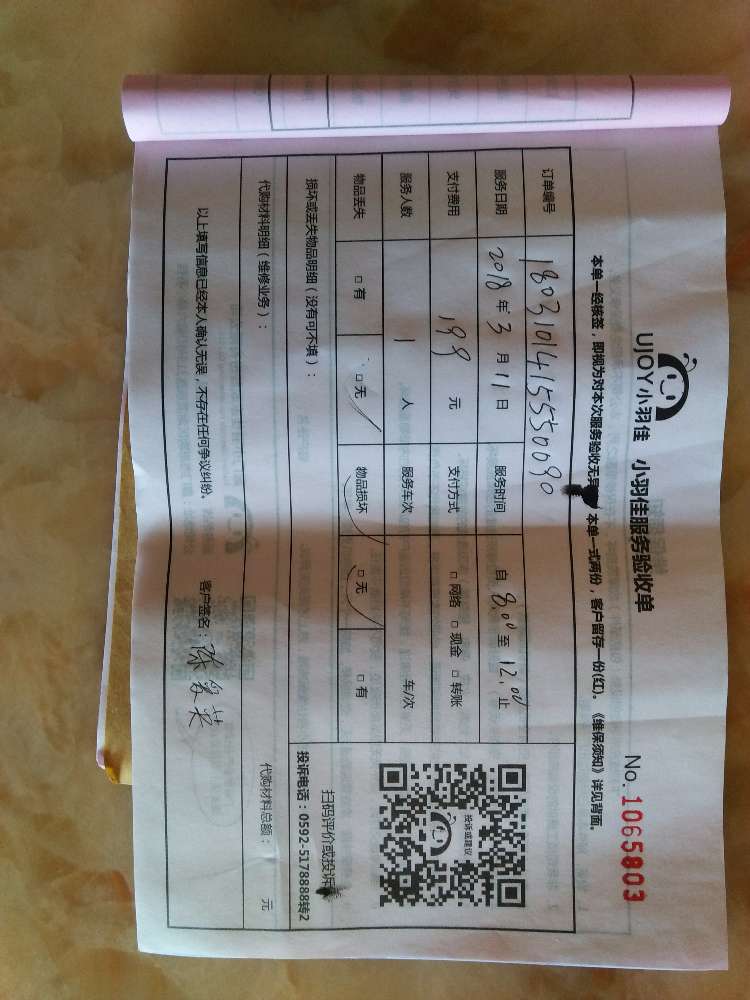 UJOY小羽佳 小羽佳服务验收单
No. 1065803
本单一经核签，即视为对本次服务验收无异 本单一式两份，客户留存一份(红)。《维保须知》详见背面。
订单编号 1803101415550090
服务日期 2018 年 3 月 11 日 服务时间 自 8:00 至 12:00 止
支付费用 199 元 支付方式 □ 网络 □ 现金 □ 转账
服务人数 1 人 服务车次 车/次
物品丢失 □ 有 □ 无 物品损坏 □ 无 □ 有
投诉或建议
扫码评价或投诉
投诉电话：0592-5178888转2
损坏或丢失物品明细（没有可不填）：
代购材料明细（维修业务）： 代购材料总额： 元
以上填写信息已经本人确认无误，不存在任何争议纠纷。 客户签名：陈